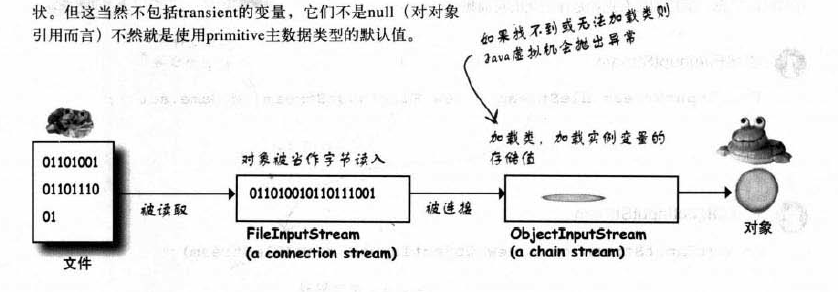 状。但这当然不包括transient的变量，它们不是null（对对象
引用而言）不然就是使用primitive主数据类型的默认值。
如果找不到或无法加载类则
Java虚拟机会抛出异常
加载类，加载实例变量的
存储值
对象被当作字节读入
01101001
01101110
01
011010010110111001
被读取
被连接
对象
FileInputStream
(a connection stream)
ObjectInputStream
(a chain stream)
文件